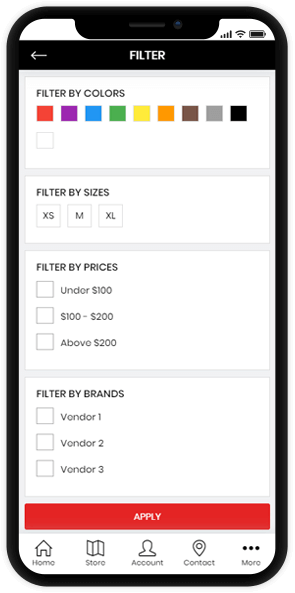 FILTER
FILTER BY COLORS
FILTER BY SIZES
XS M XL
FILTER BY PRICES
Under $100
$100 - $200
Above $200
FILTER BY BRANDS
Vendor 1
Vendor 2
Vendor 3
APPLY
Home Store Account Contact More